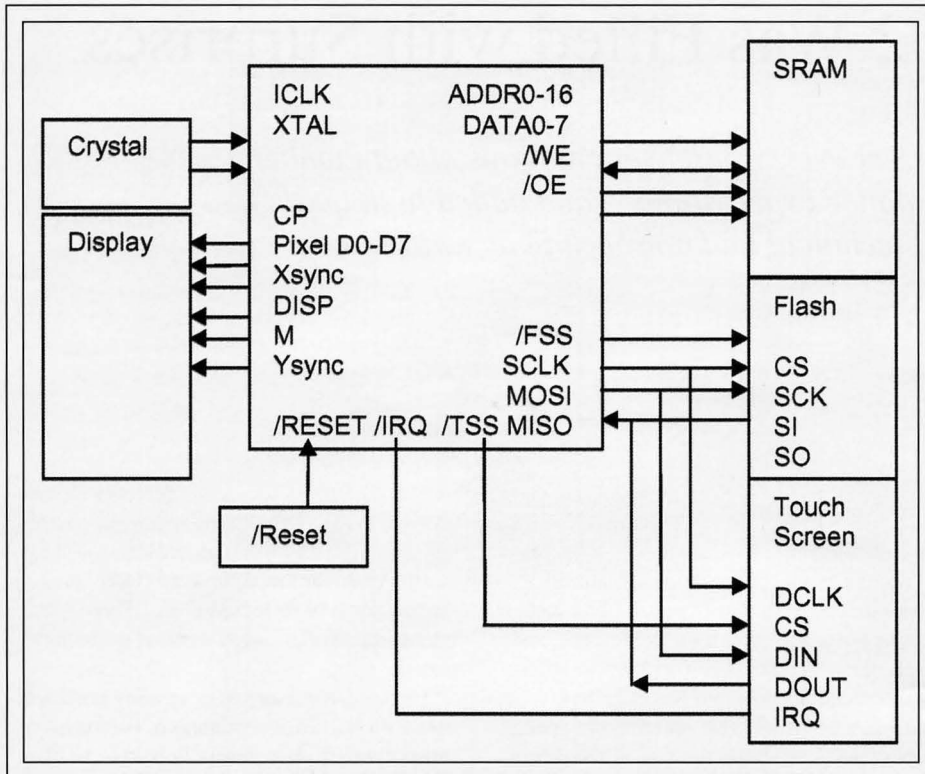 Crystal
Display
ICLK
XTAL
CP
Pixel D0-D7
Xsync
DISP
M
Ysync
ADDR0-16
DATA0-7
/WE
/OE
/FSS
SCLK
MOSI
/RESET /IRQ /TSS MISO
/Reset
SRAM
Flash
CS
SCK
SI
SO
Touch
Screen
DCLK
CS
DIN
DOUT
IRQ